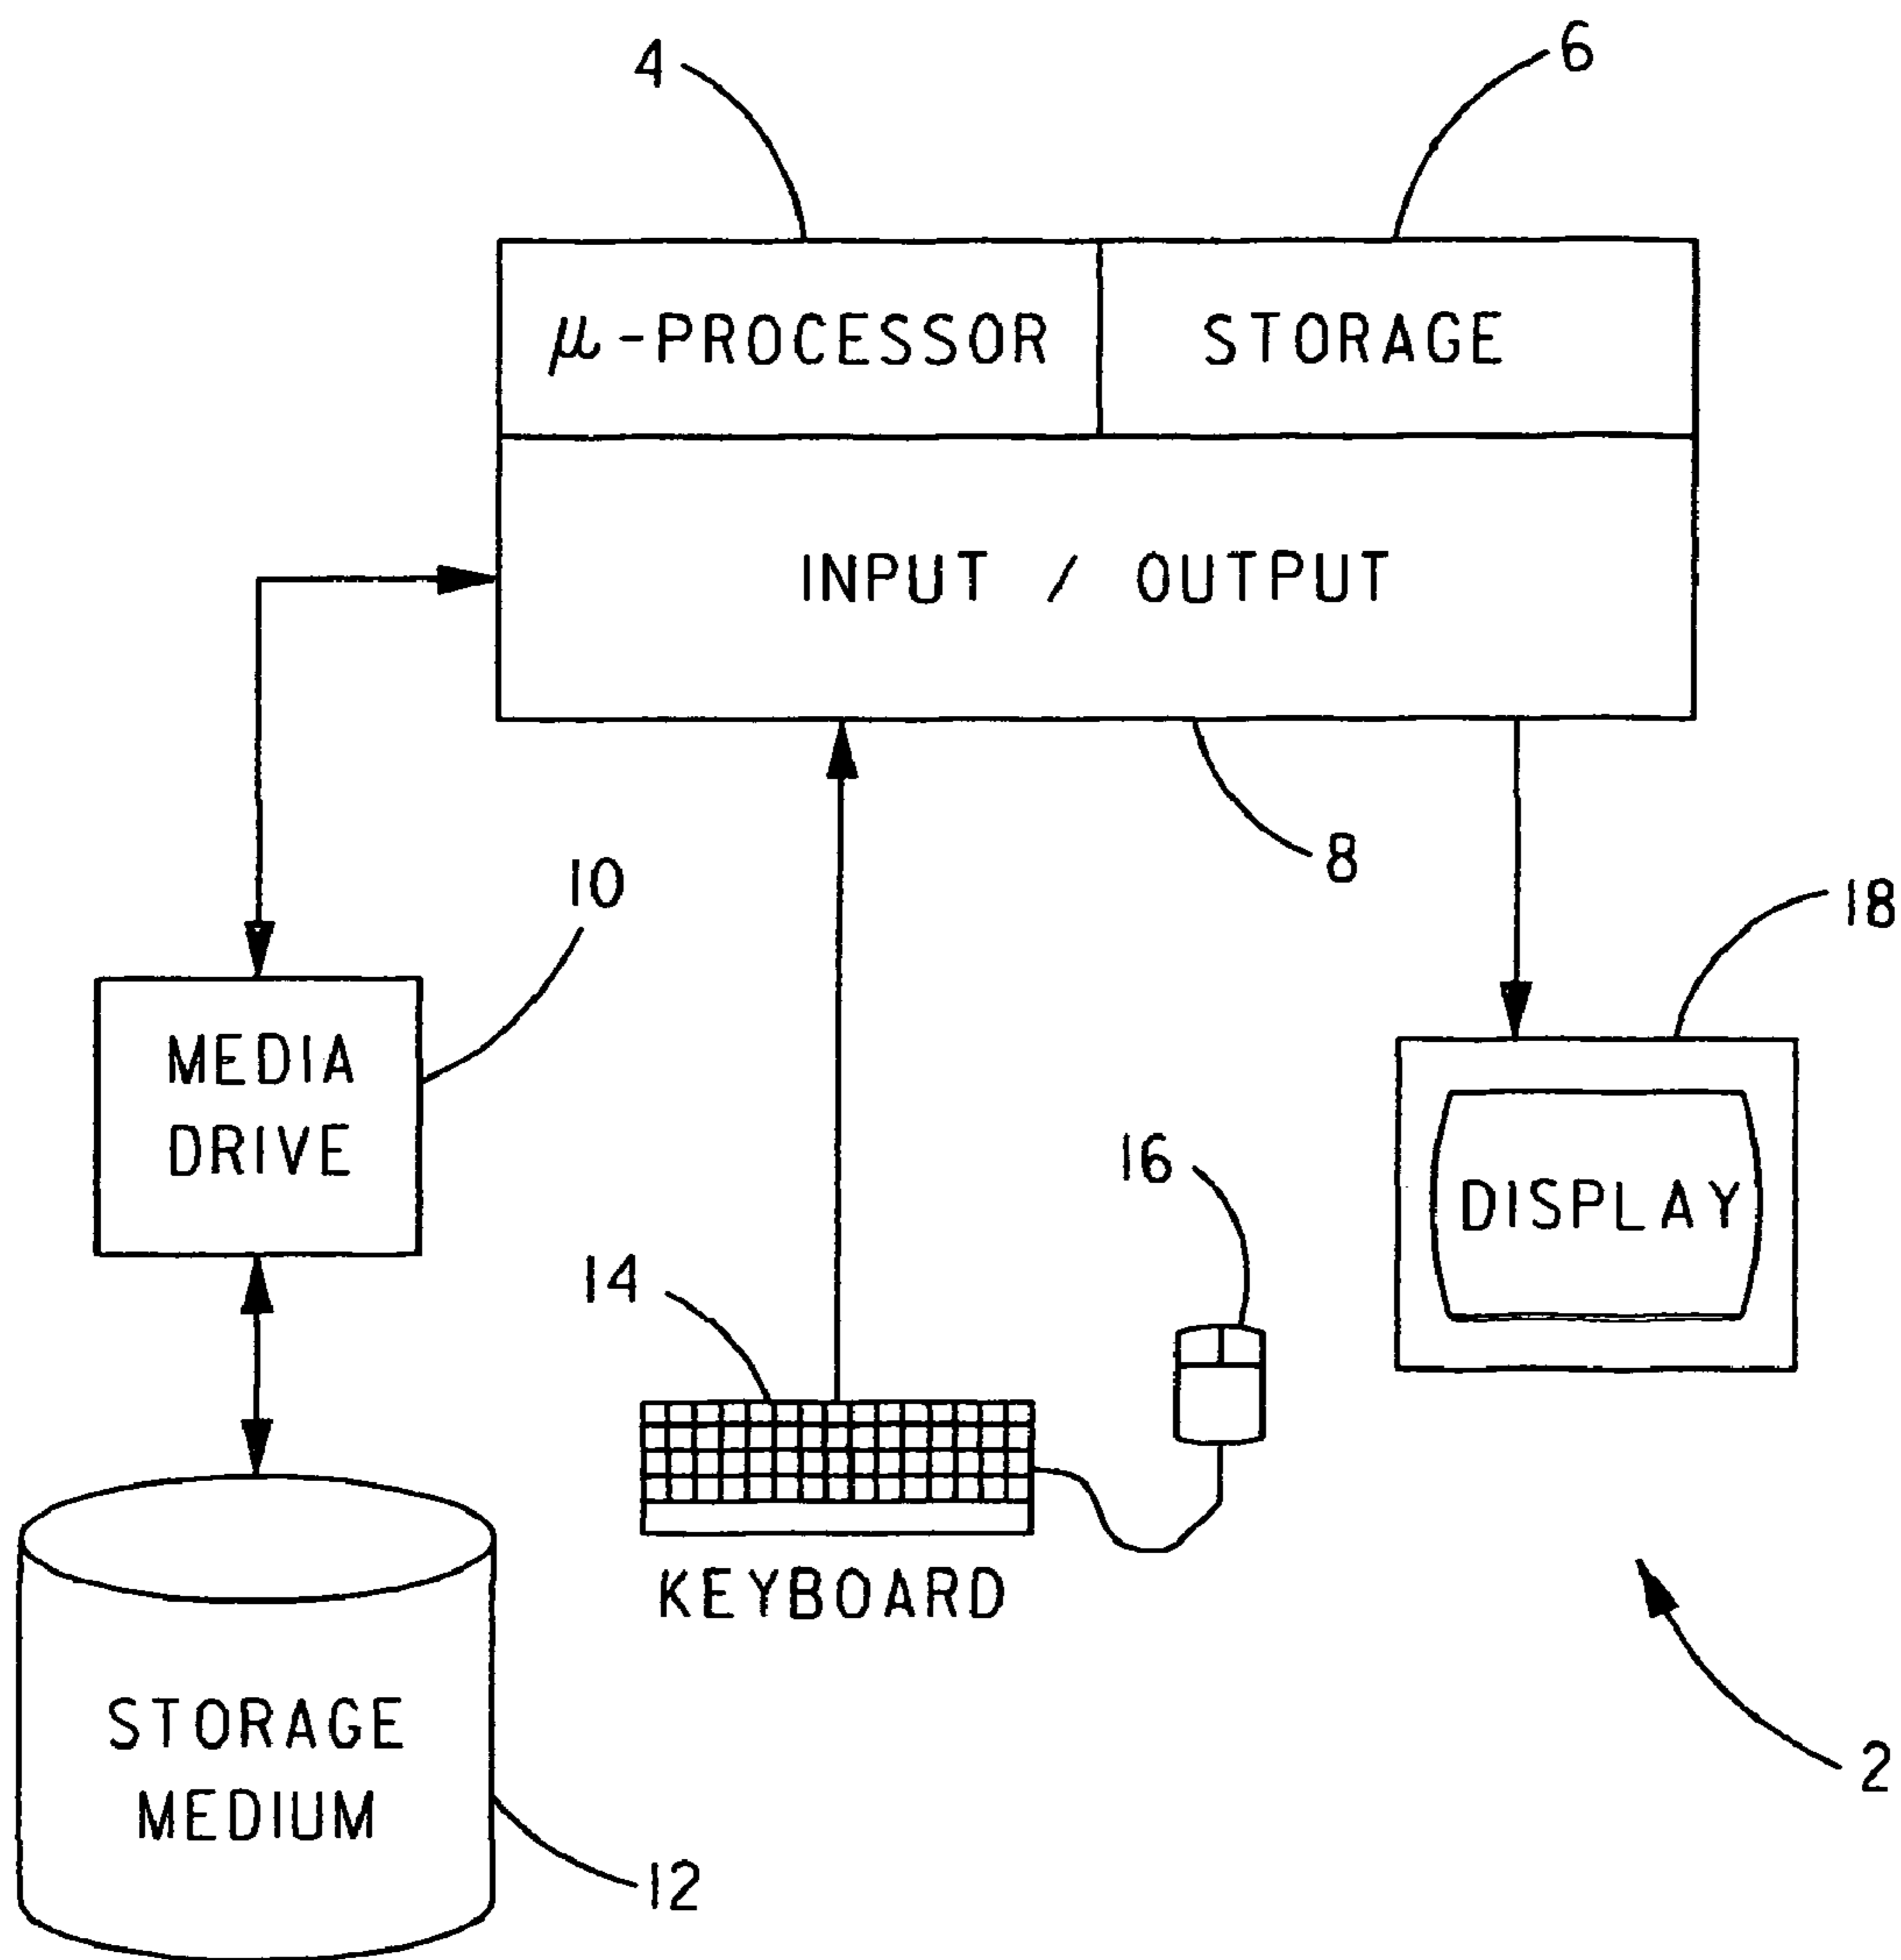 4
6
μ-PROCESSOR
STORAGE
INPUT / OUTPUT
8
10
18
MEDIA
DRIVE
16
DISPLAY
14
KEYBOARD
STORAGE
MEDIUM
2
12